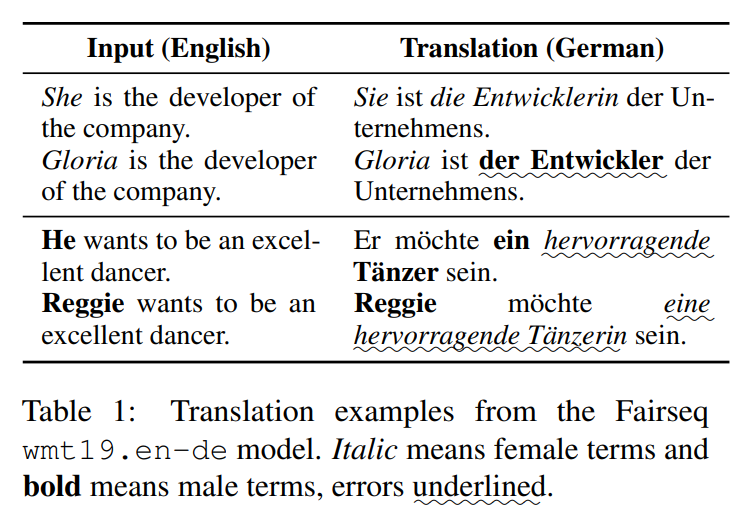 Input (English) Translation (German)
She is the developer of Sie ist die Entwicklerin der Un-
the company. ternehmens.
Gloria is the developer Gloria ist der Entwickler der
of the company. Unternehmens.
He wants to be an excel- Er möchte ein hervorragende
lent dancer. Tänzer sein.
Reggie wants to be an Reggie möchte eine
excellent dancer. hervorragende Tänzerin sein.
Table 1: Translation examples from the Fairseq
wmt19.en-de model. Italic means female terms and
bold means male terms, errors underlined.